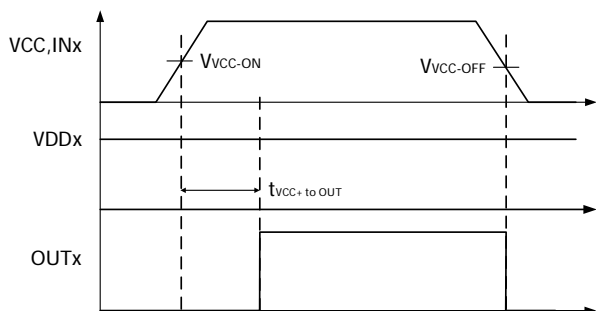 VCC,INx
VVCC-ON
VVCC-OFF
VDDx
tVCC+ to OUT
OUTx